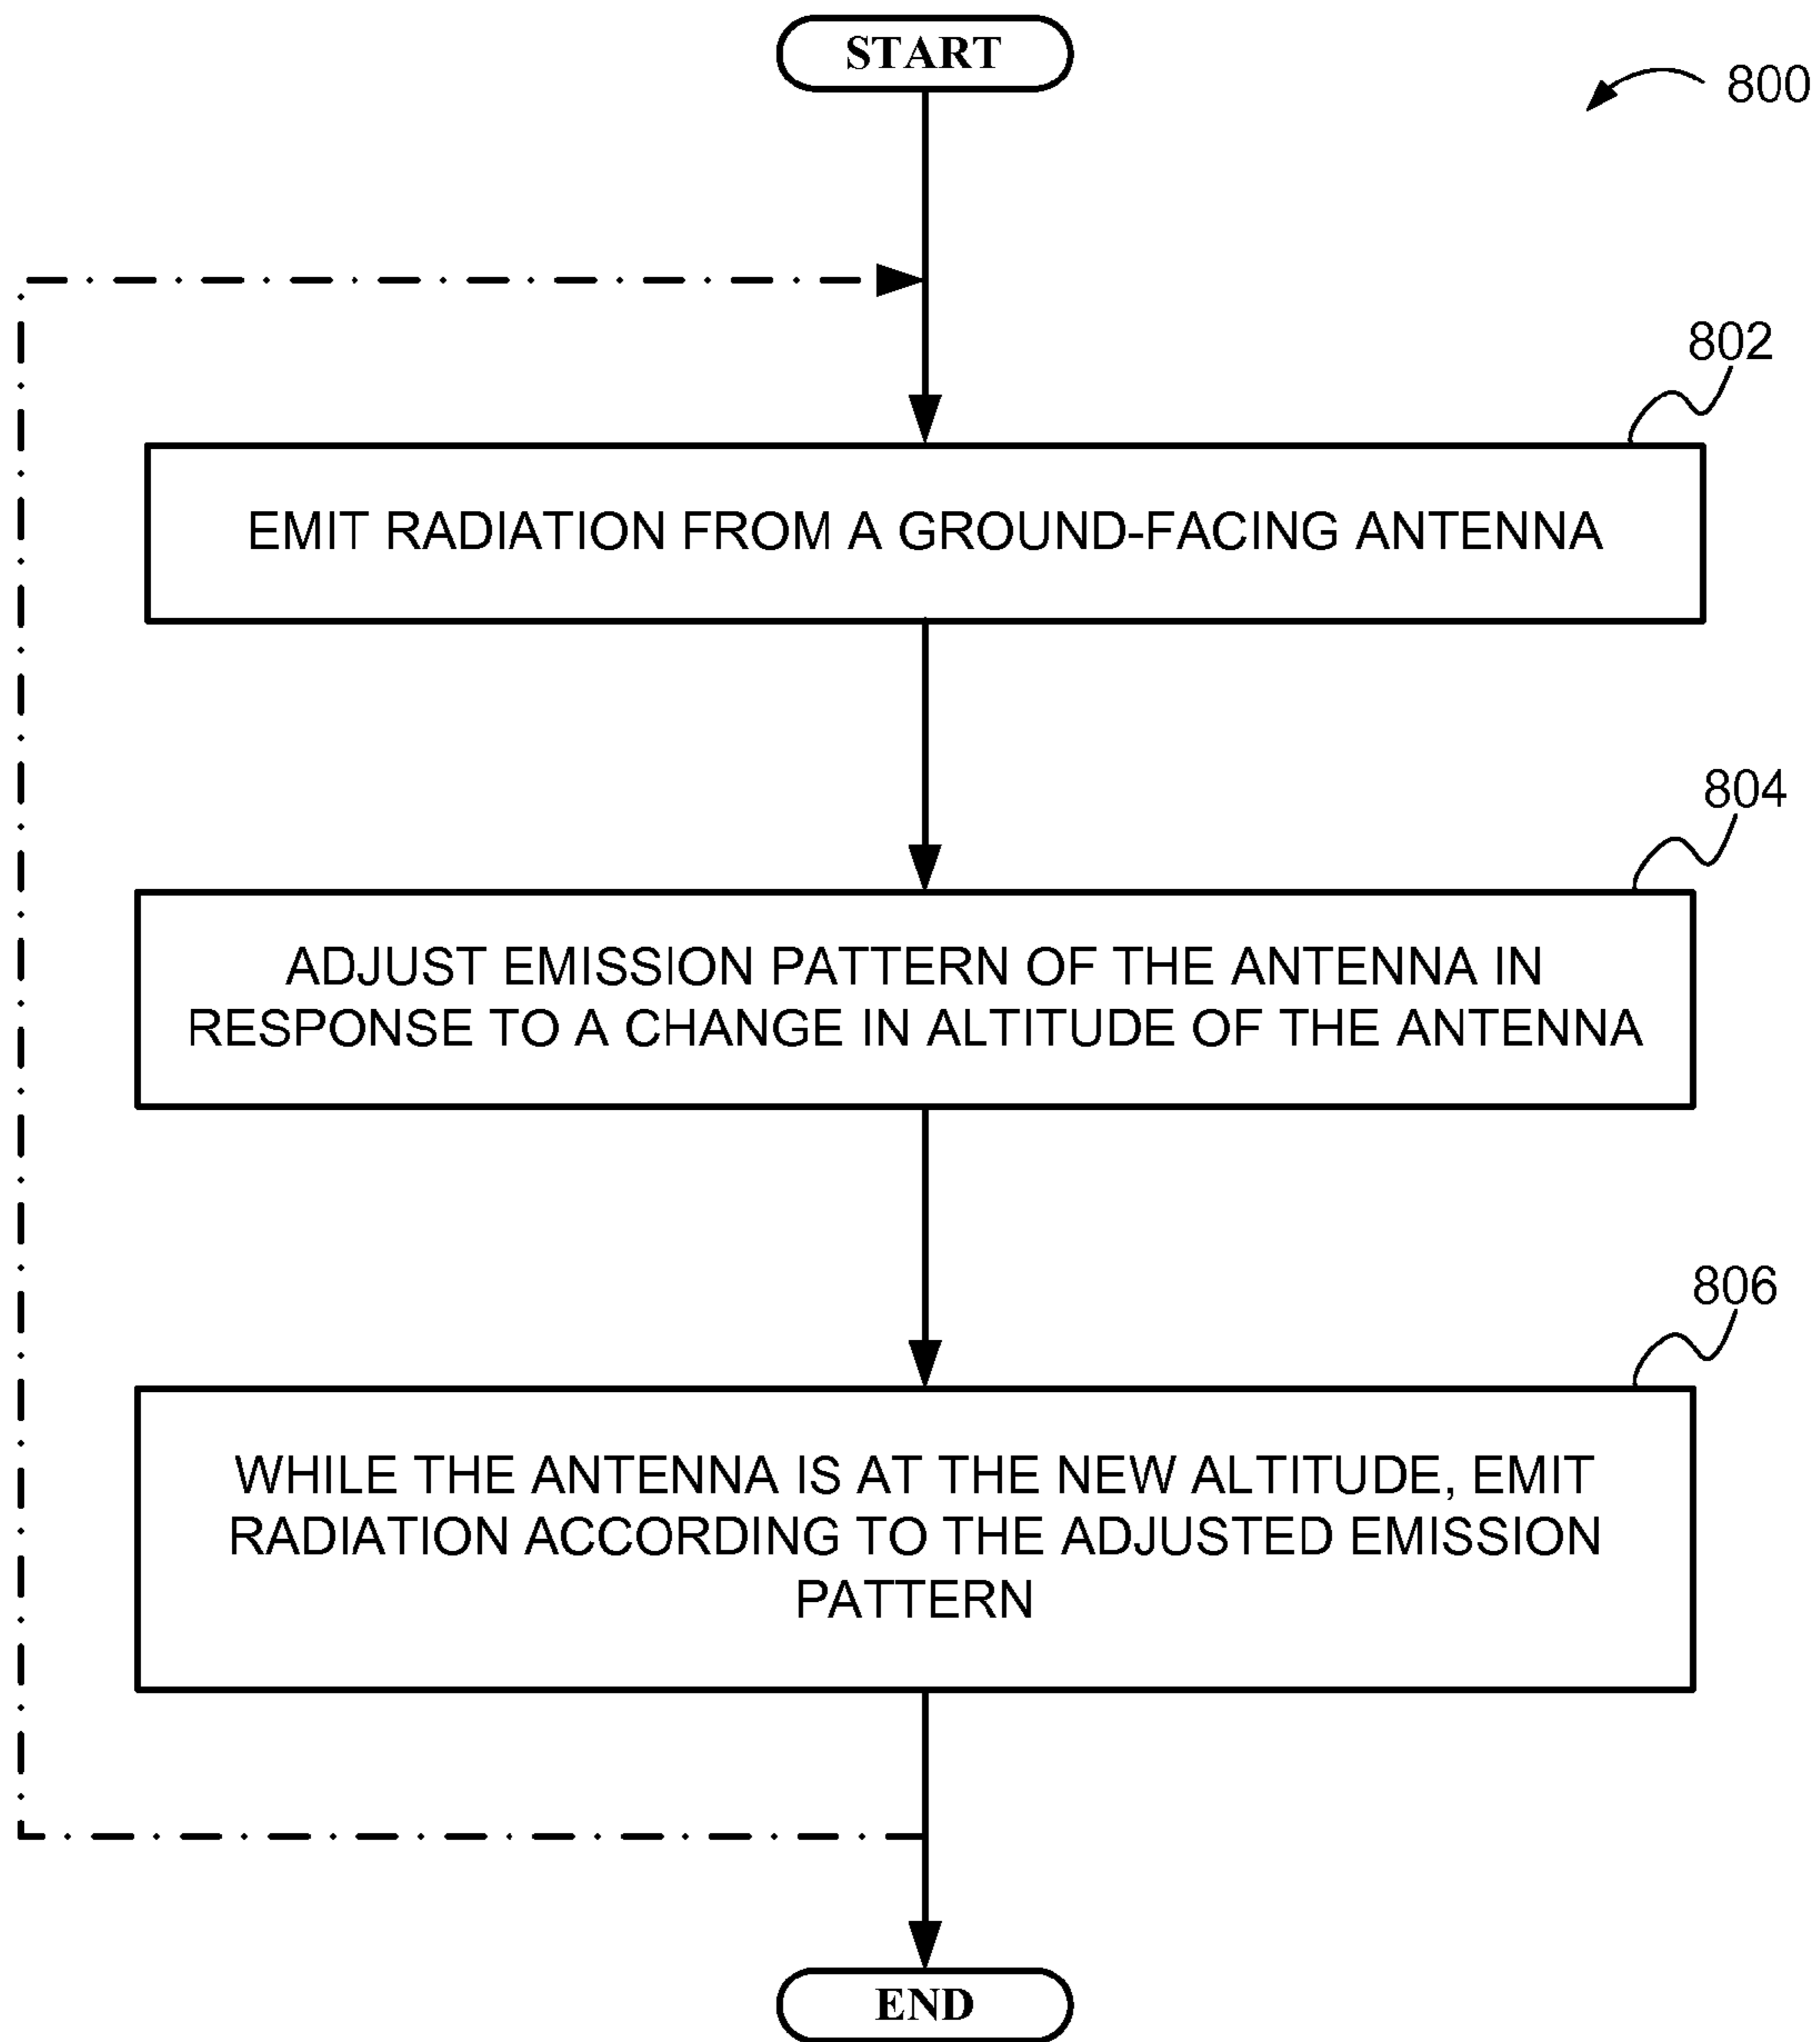 START
800
802
EMIT RADIATION FROM A GROUND-FACING ANTENNA
804
ADJUST EMISSION PATTERN OF THE ANTENNA IN
RESPONSE TO A CHANGE IN ALTITUDE OF THE ANTENNA
806
WHILE THE ANTENNA IS AT THE NEW ALTITUDE, EMIT
RADIATION ACCORDING TO THE ADJUSTED EMISSION
PATTERN
END